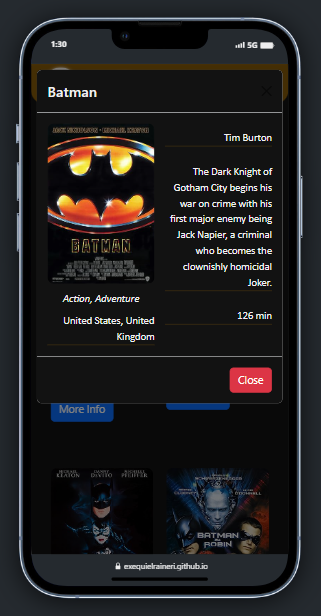 1:30
5G
Batman
JACK NICHOLSON · MICHAEL KEATON
BATMAN
Tim Burton
The Dark Knight of
Gotham City begins his
war on crime with his
first major enemy being
Jack Napier, a criminal
who becomes the
clownishly homicidal
Joker.
Action, Adventure
United States, United
Kingdom
126 min
Close
More Info
MICHAEL DANNY MICHELLE
KEATON DEVITO PFEIFFER
BATMAN
ROBIN
exequielraineri.github.io